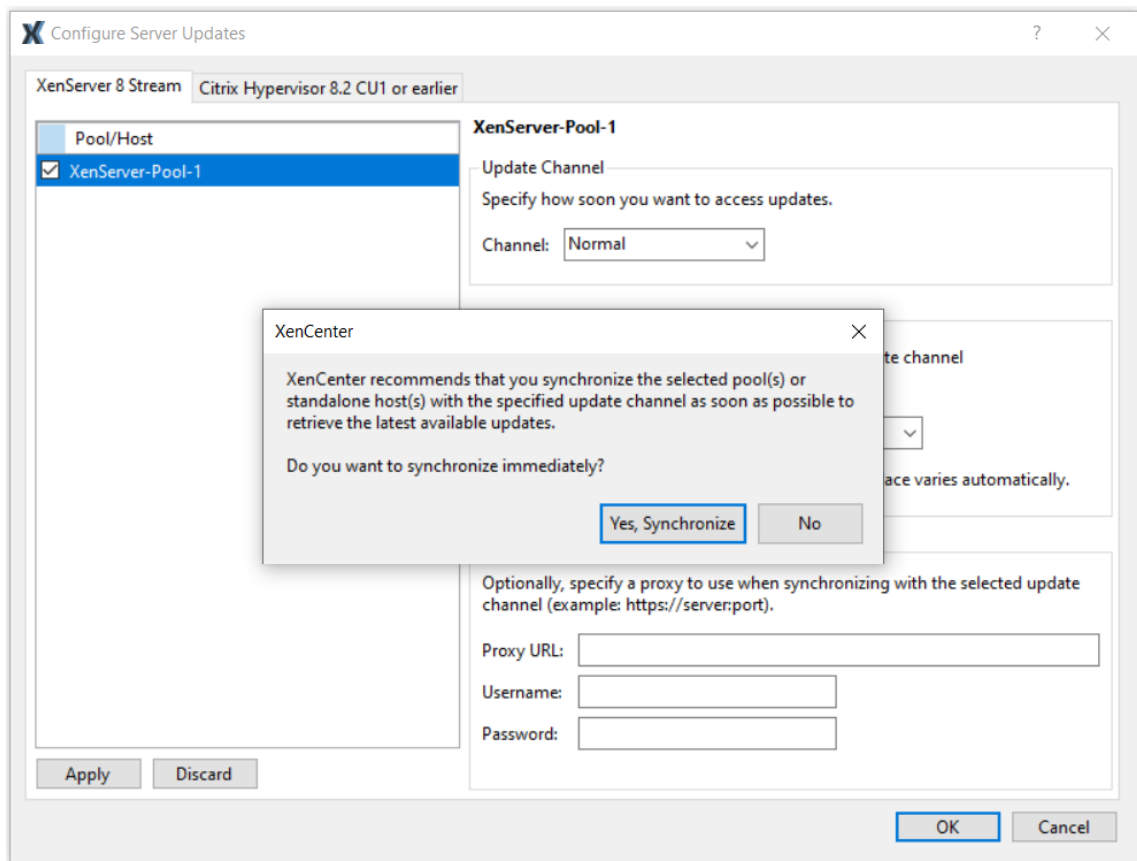 Configure Server Updates
XenServer 8 Stream
Citrix Hypervisor 8.2 CU1 or earlier
Pool/Host
XenServer-Pool-1
XenServer-Pool-1
Update Channel
Specify how soon you want to access updates.
Channel: Normal
te channel
ace varies automatically.
XenCenter
XenCenter recommends that you synchronize the selected pool(s) or
standalone host(s) with the specified update channel as soon as possible to
retrieve the latest available updates.
Do you want to synchronize immediately?
Yes, Synchronize
No
Optionally, specify a proxy to use when synchronizing with the selected update
channel (example: https://server:port).
Proxy URL:
Username:
Password:
Apply
Discard
OK
Cancel